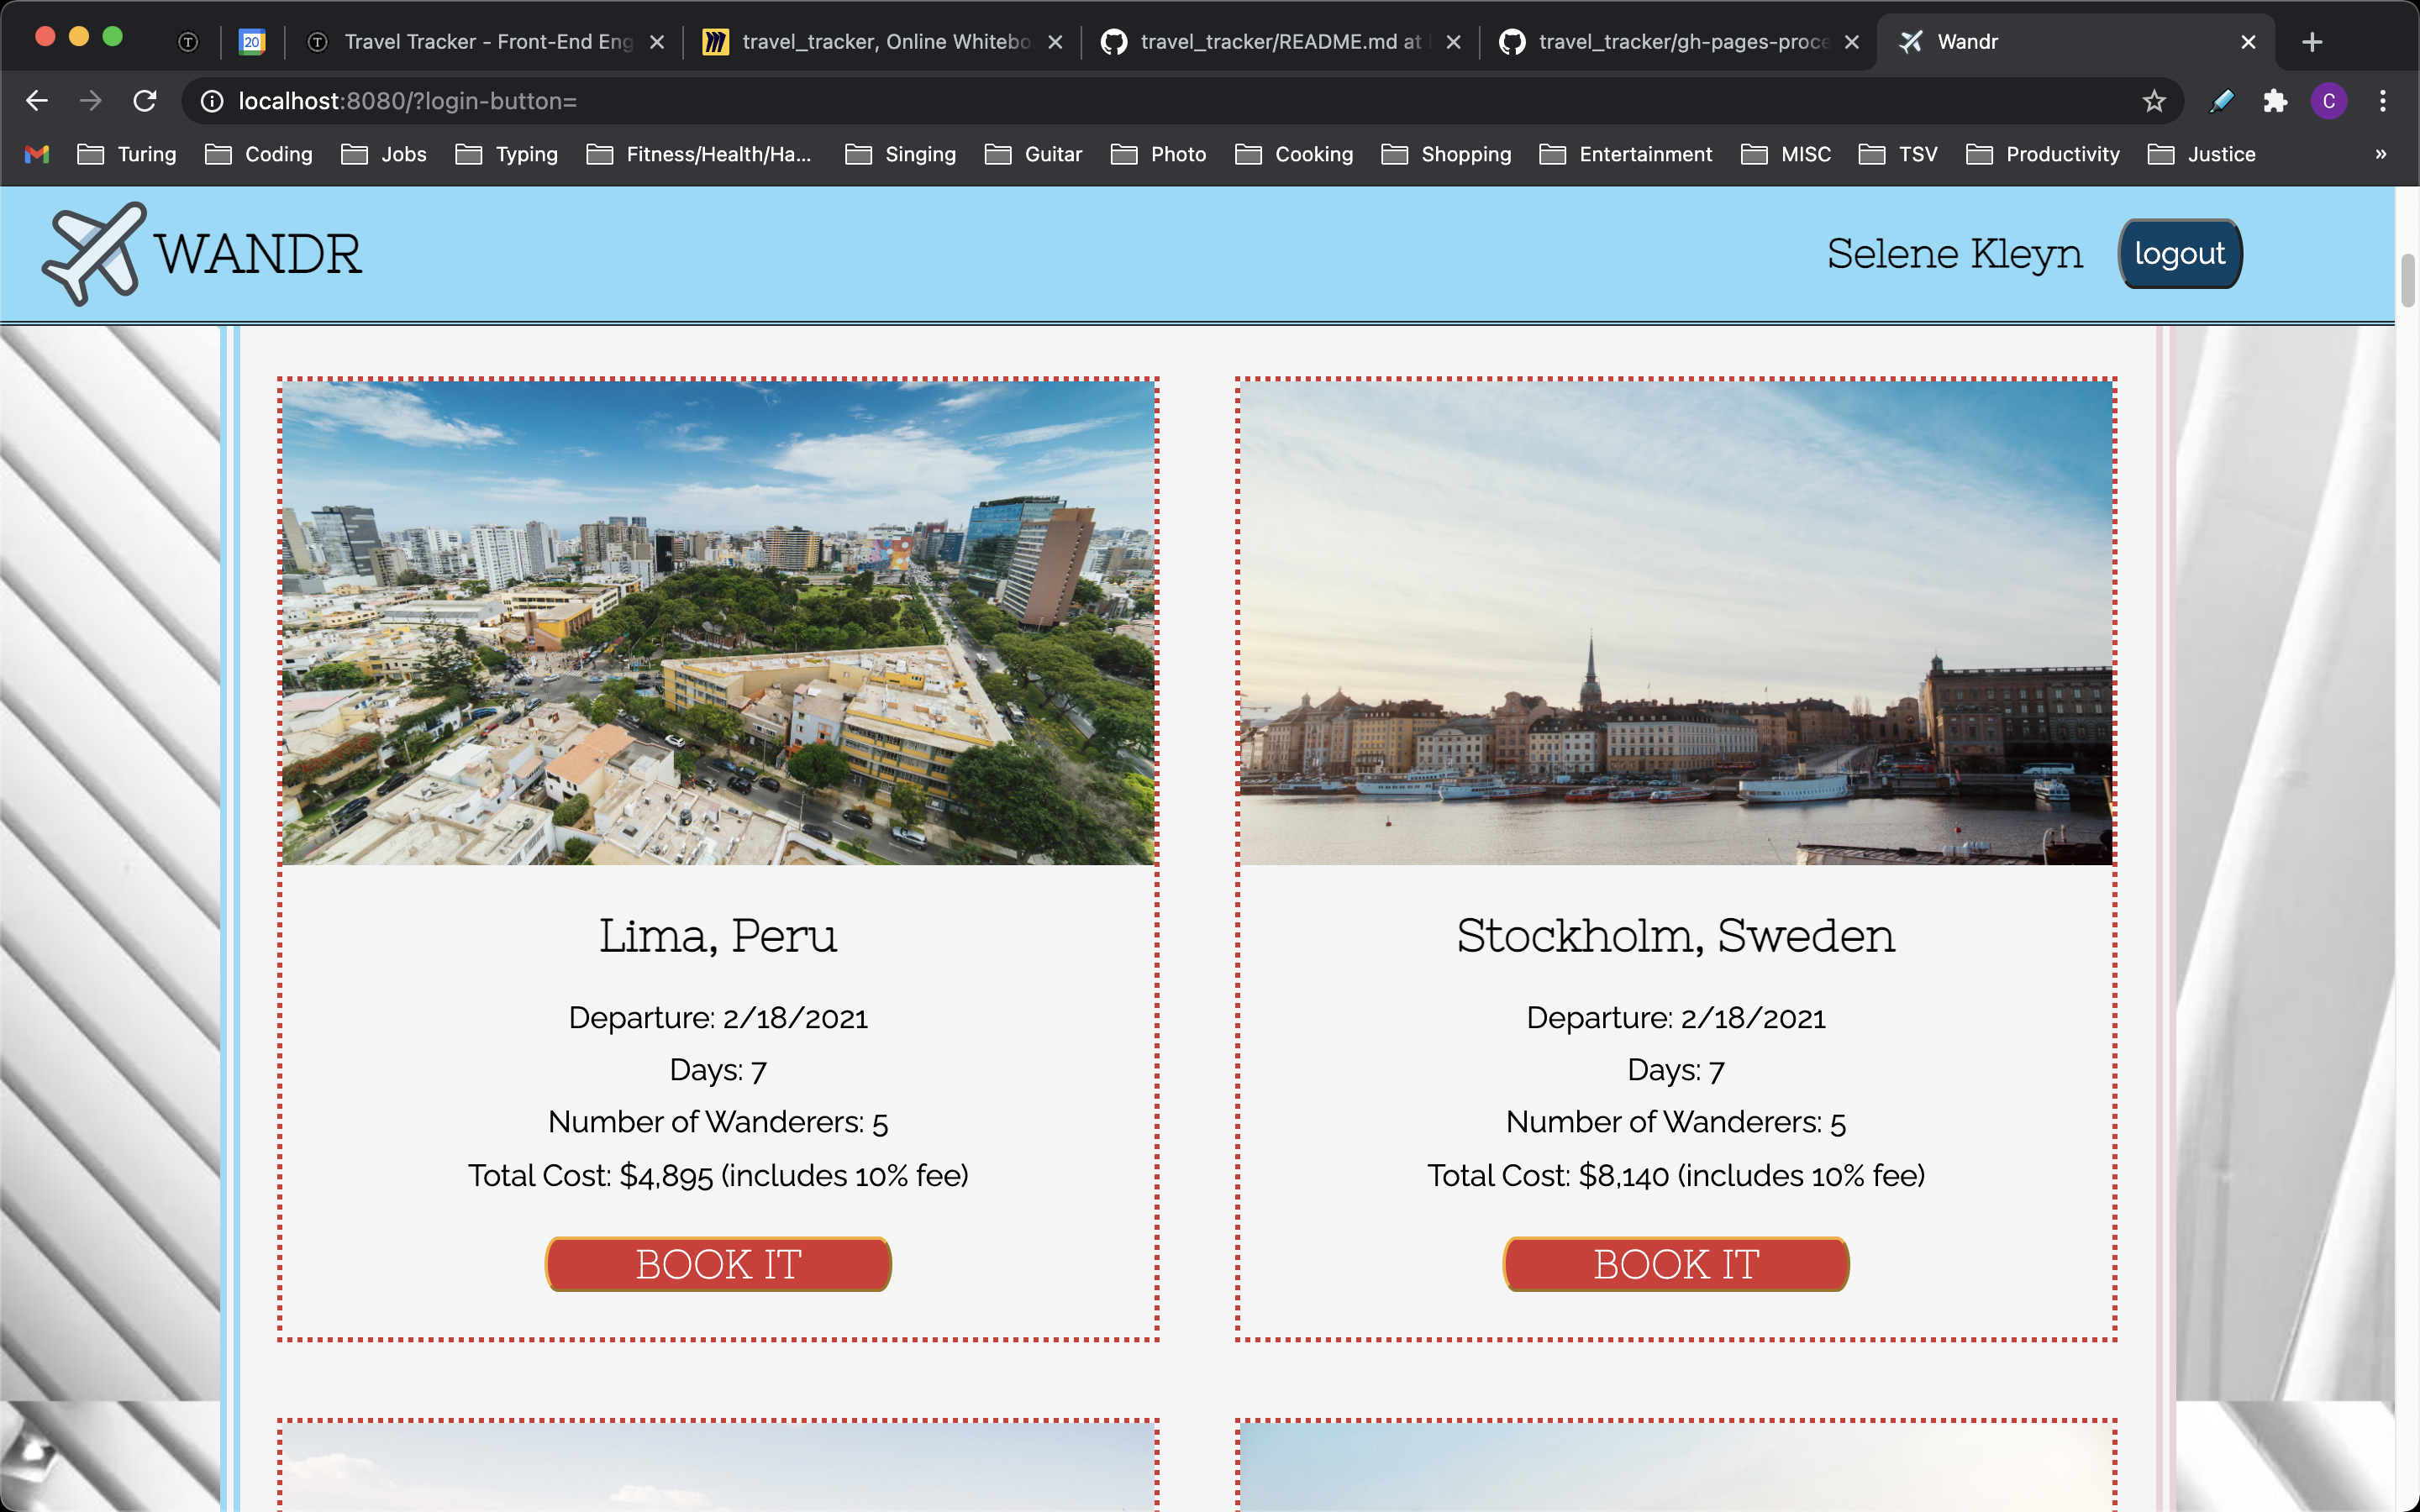 Travel Tracker - Front-End Eng
travel_tracker, Online Whitebo
travel_tracker/README.md at
travel_tracker/gh-pages-proce
Wandr
localhost:8080/?login-button=
C
20
T
T
Turing
Coding
Jobs
Typing
Fitness/Health/Ha...
Singing
Guitar
Photo
Cooking
Shopping
Entertainment
MISC
TSV
Productivity
Justice
»
WANDR
Selene Kleyn
logout
Lima, Peru
Departure: 2/18/2021
Days: 7
Number of Wanderers: 5
Total Cost: $4,895 (includes 10% fee)
BOOK IT
Stockholm, Sweden
Departure: 2/18/2021
Days: 7
Number of Wanderers: 5
Total Cost: $8,140 (includes 10% fee)
BOOK IT